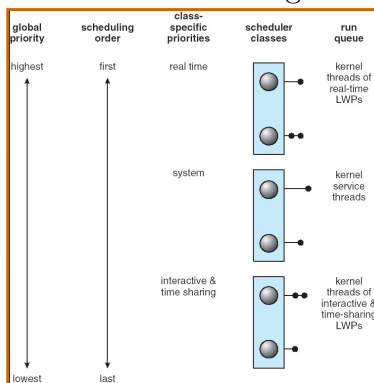 global priority
scheduling order
class-specific priorities
scheduler classes
run queue
highest
first
real time
kernel threads of real-time LWPs
system
kernel service threads
interactive & time sharing
kernel threads of interactive & time-sharing LWPs
lowest
last